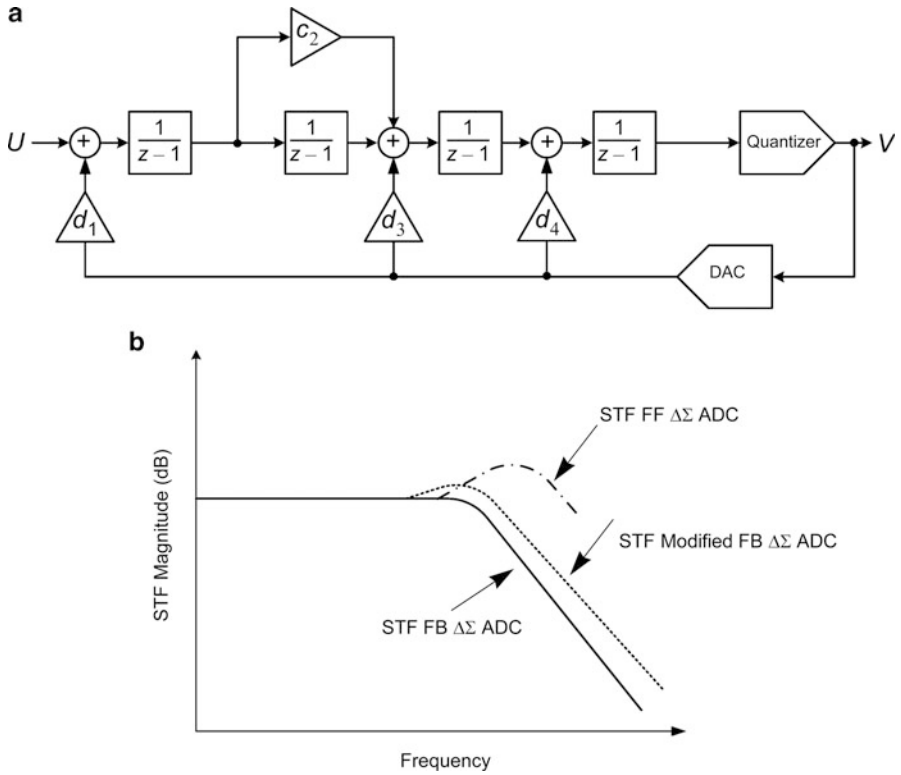 a
c₂
U + 1/(z − 1) 1/(z − 1) + 1/(z − 1) + 1/(z − 1) Quantizer V
d₁ d₃ d₄
DAC
b
STF Magnitude (dB)
STF FF ΔΣ ADC
STF Modified FB ΔΣ ADC
STF FB ΔΣ ADC
Frequency